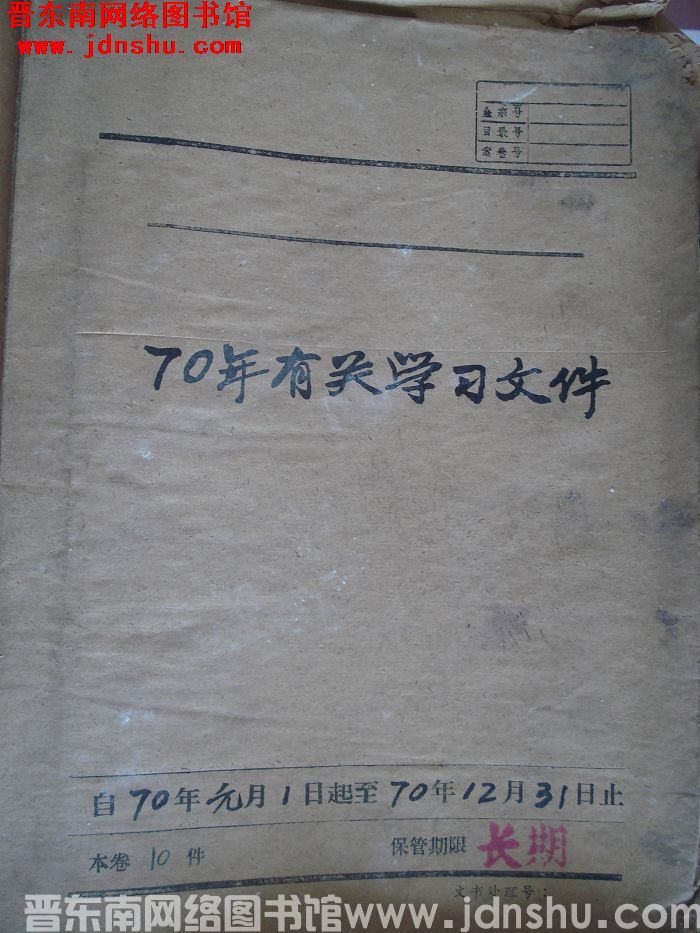 晋东南网络图书馆
www.jdnshu.com
全宗号
目录号
案卷号
70年有关学习文件
自70年元月1日起至70年12月31日止
本卷 10 件 保管期限 长期
文书处理号：
晋东南网络图书馆www.jdnshu.com